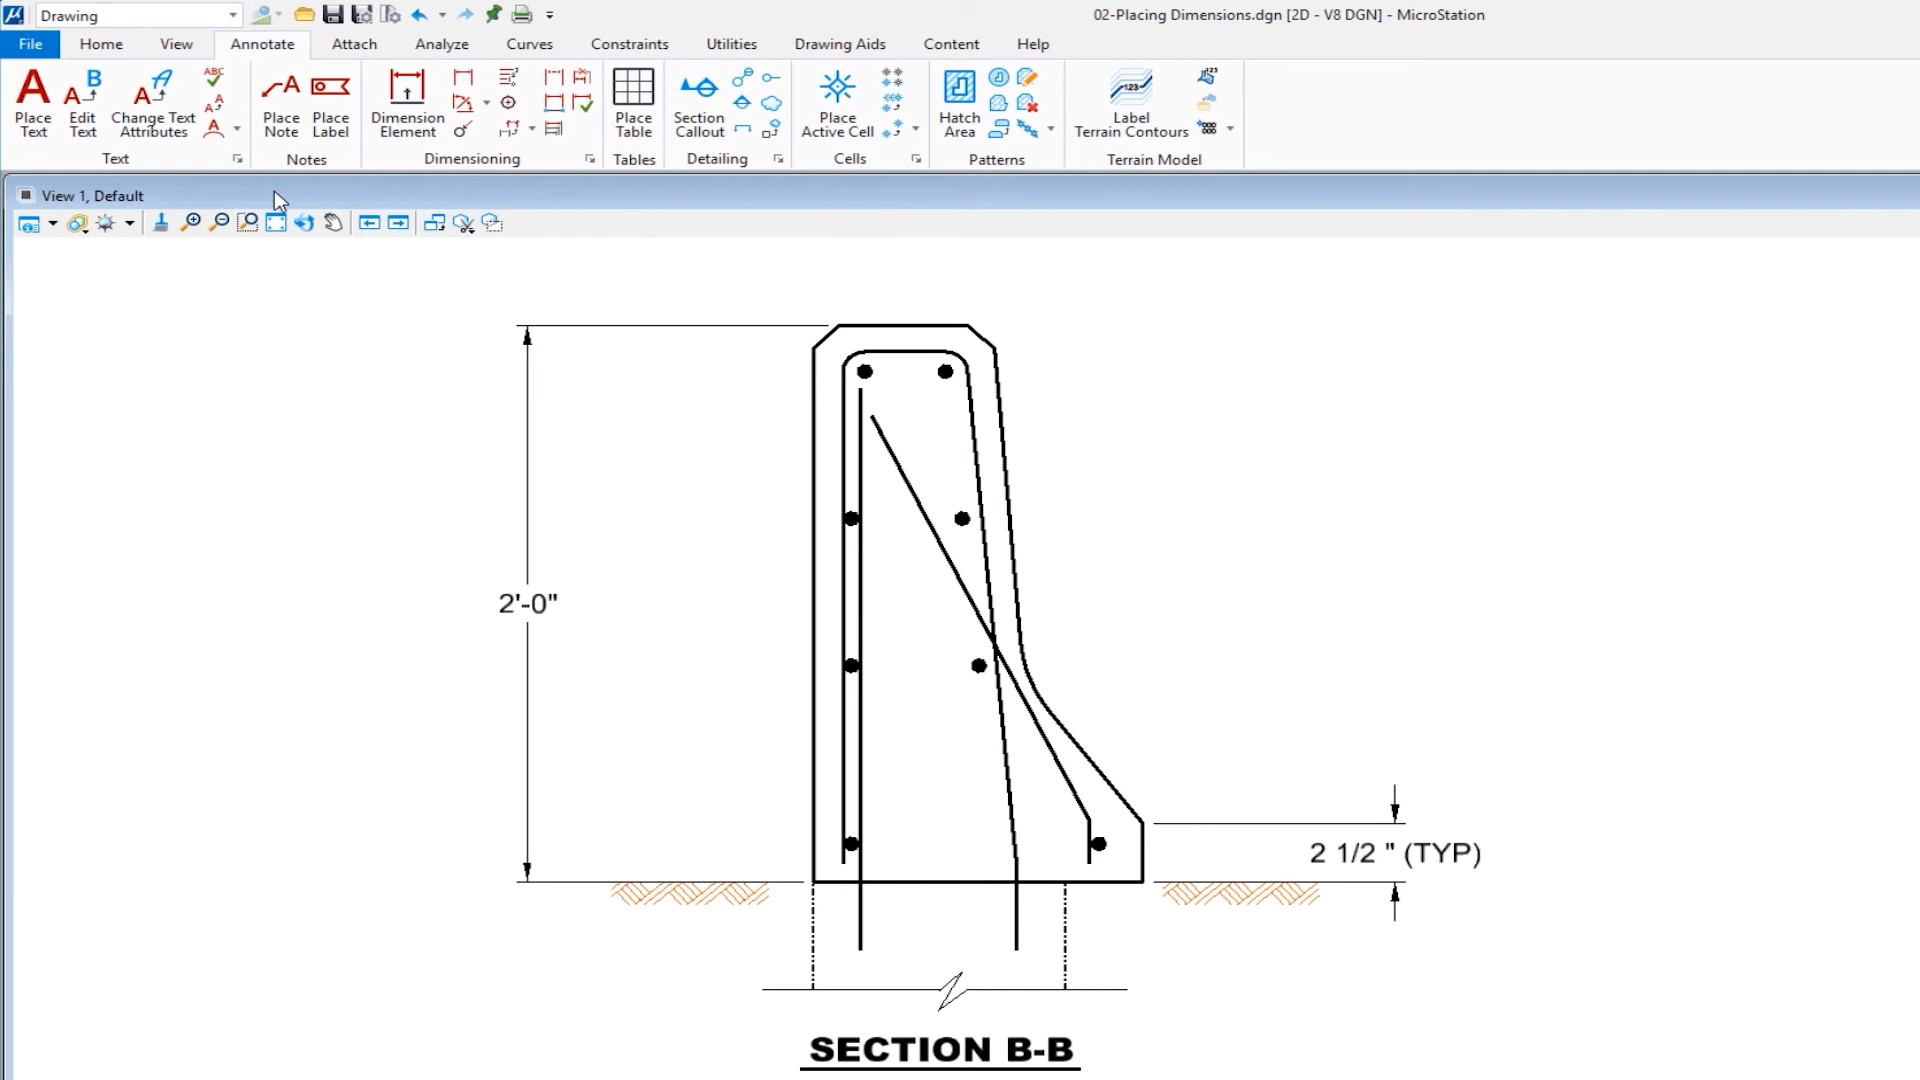 Drawing
02-Placing Dimensions.dgn [2D - V8 DGN] - MicroStation
File Home View Annotate Attach Analyze Curves Constraints Utilities Drawing Aids Content Help
Place Text
Edit Text
Change Text Attributes
ABC
Place Note
Place Label
Dimension Element
Place Table
Section Callout
Place Active Cell
Hatch Area
Label Terrain Contours
Text Notes Dimensioning Tables Detailing Cells Patterns Terrain Model
View 1, Default
2'-0"
2 1/2 " (TYP)
SECTION B-B